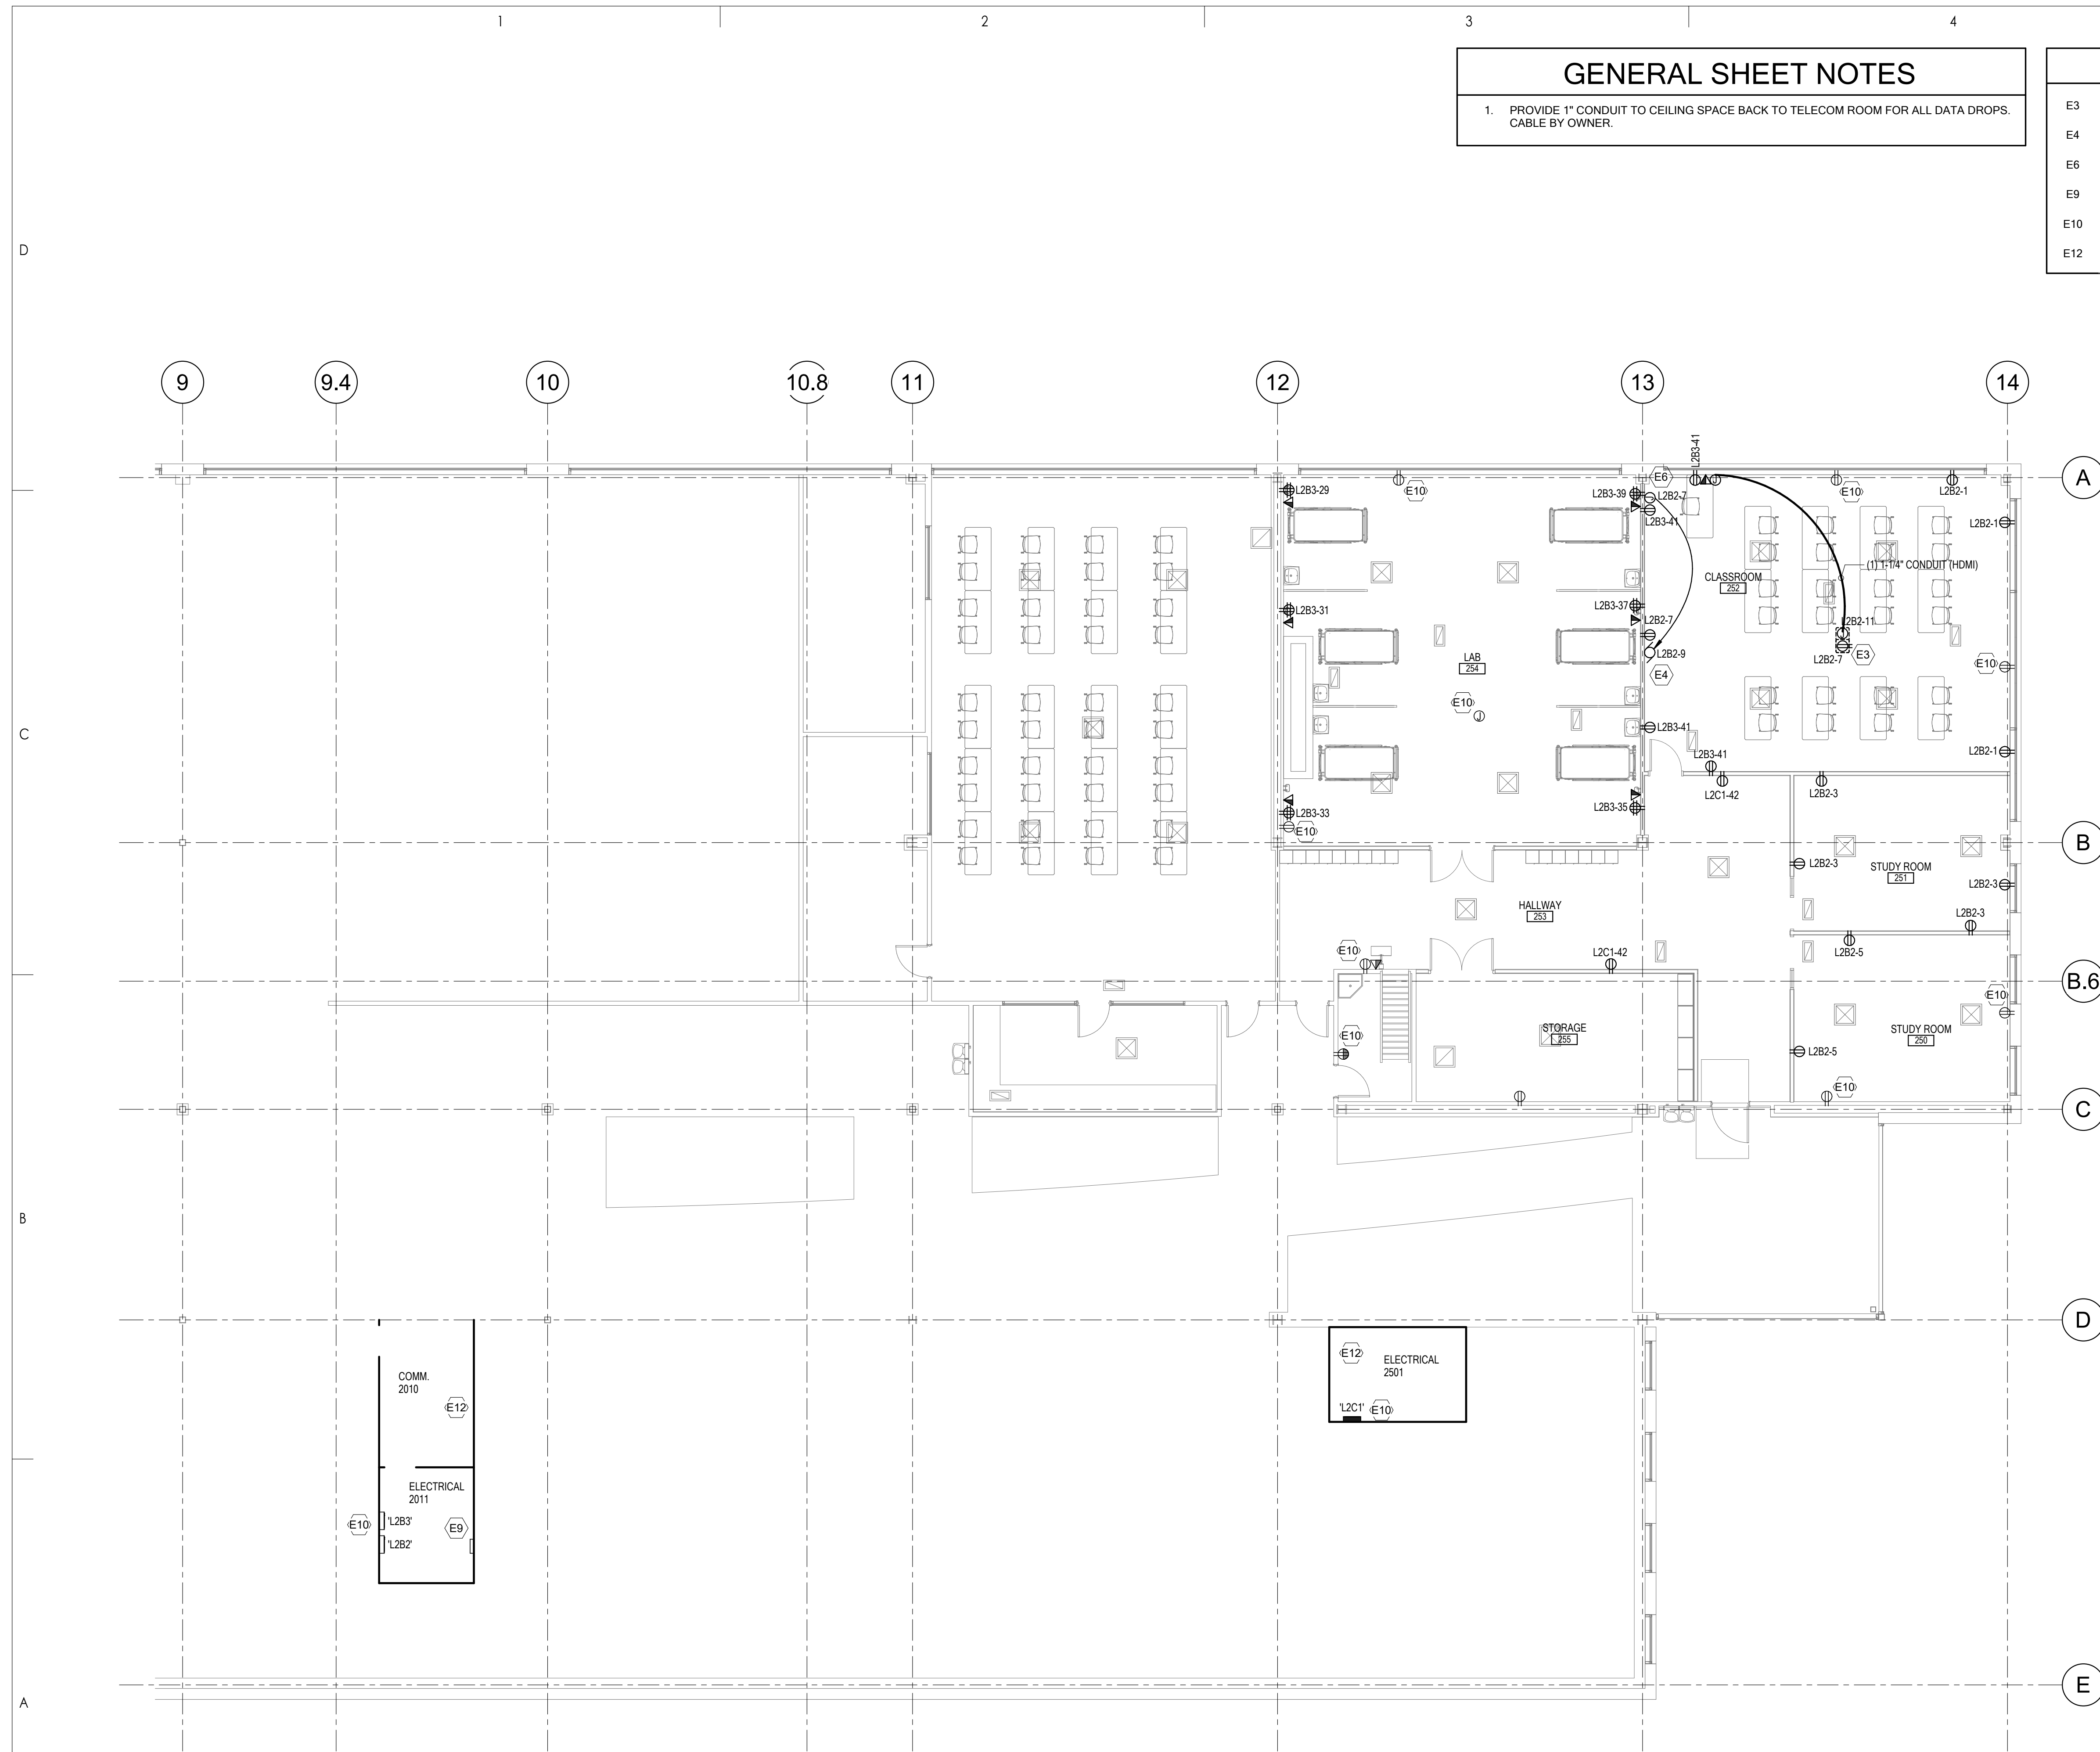 1 2 3 4
GENERAL SHEET NOTES
1. PROVIDE 1" CONDUIT TO CEILING SPACE BACK TO TELECOM ROOM FOR ALL DATA DROPS.
CABLE BY OWNER.
E3
E4
E6
E9
E10
E12
D
9 9.4 10 10.8 11 12 13 14
L2B3-41
E6
A
L2B3-29
E10
L2B3-39
L2B2-7
E10
L2B2-1
L2B3-41
L2B2-1
(1) 1-1/4" CONDUIT (HDMI)
CLASSROOM
252
L2B3-31
L2B3-37
L2B2-7
L2B2-11
L2B2-9
L2B2-7
E3
LAB
254
E10
E4
E10
J
L2B3-41
C
L2B3-41
L2B2-1
L2C1-42
L2B2-3
L2B3-33
L2B3-35
E10
B
L2B2-3
STUDY ROOM
251
L2B2-3
HALLWAY
253
L2B2-3
E10
L2C1-42
L2B2-5
B.6
E10
E10
STORAGE
255
STUDY ROOM
250
L2B2-5
E10
C
B
D
E12
ELECTRICAL
2501
COMM.
2010
E12
'L2C1'
E10
ELECTRICAL
2011
E10
'L2B3'
E9
'L2B2'
E
A